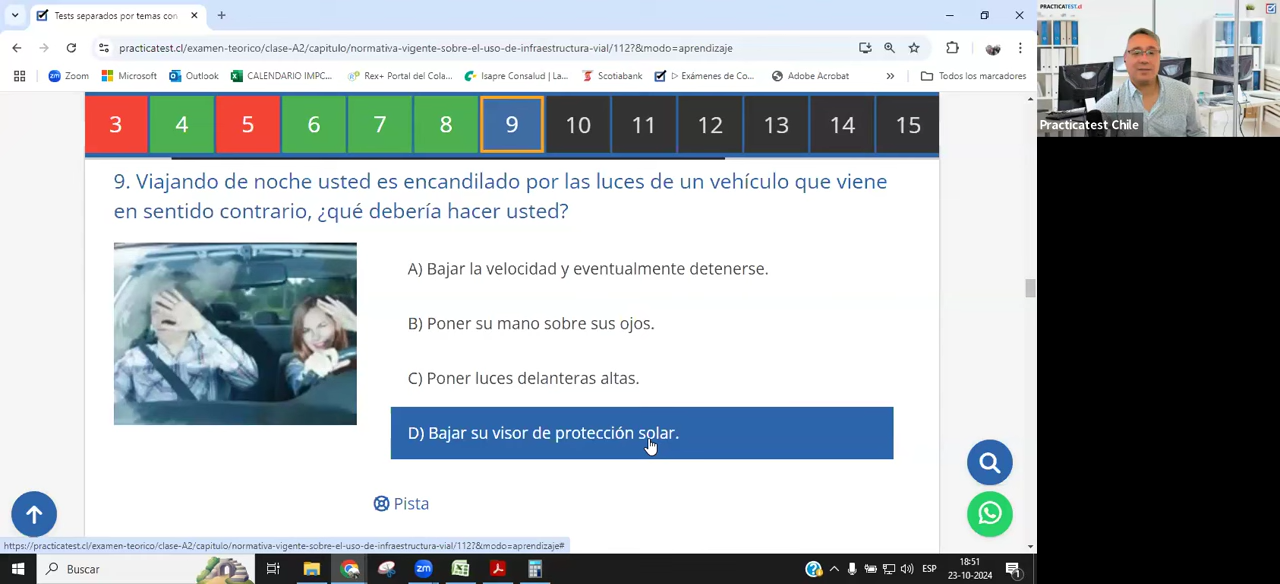 Tests separados por temas con
practicatest.cl/examen-teorico/clase-A2/capitulo/normativa-vigente-sobre-el-uso-de-infraestructura-vial/112?&modo=aprendizaje
Zoom
Microsoft
Outlook
CALENDARIO IMPC...
Rex+ Portal del Cola...
Isapre Consalud | La...
Scotiabank
▷ Exámenes de Co...
Adobe Acrobat
»
Todos los marcadores
PRACTICATEST.cl
Practicatest Chile
3 4 5 6 7 8 9 10 11 12 13 14 15
9. Viajando de noche usted es encandilado por las luces de un vehículo que viene
en sentido contrario, ¿qué debería hacer usted?
A) Bajar la velocidad y eventualmente detenerse.
B) Poner su mano sobre sus ojos.
C) Poner luces delanteras altas.
D) Bajar su visor de protección solar.
Pista
https://practicatest.cl/examen-teorico/clase-A2/capitulo/normativa-vigente-sobre-el-uso-de-infraestructura-vial/112?&modo=aprendizaje#
Buscar
zm
ESP
18:51
23-10-2024
1